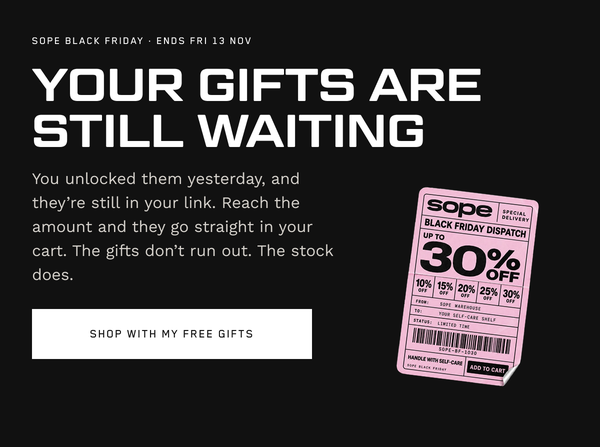 SOPE BLACK FRIDAY · ENDS FRI 13 NOV
YOUR GIFTS ARE
STILL WAITING
You unlocked them yesterday, and
they’re still in your link. Reach the
amount and they go straight in your
cart. The gifts don’t run out. The stock
does.
SHOP WITH MY FREE GIFTS
sope
SPECIAL
DELIVERY
BLACK FRIDAY DISPATCH
UP TO
30% OFF
10% OFF 15% OFF 20% OFF 25% OFF 30% OFF
FROM: SOPE WAREHOUSE
TO: YOUR SELF-CARE SHELF
STATUS: LIMITED TIME
SOPE-BF-1030
HANDLE WITH SELF-CARE
SOPE BLACK FRIDAY
ADD TO CART